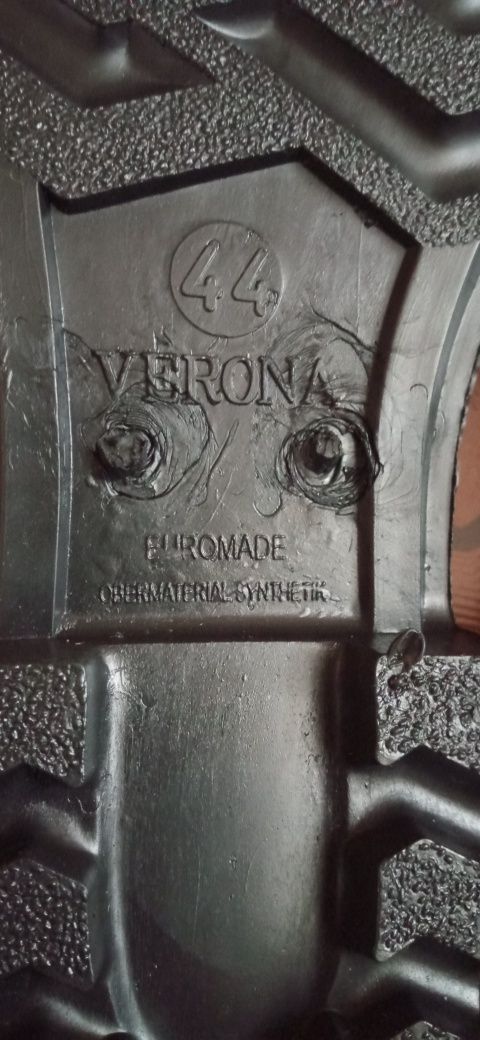 44
VERONA
EUROMADE
OBERMATERIAL SYNTHETIK